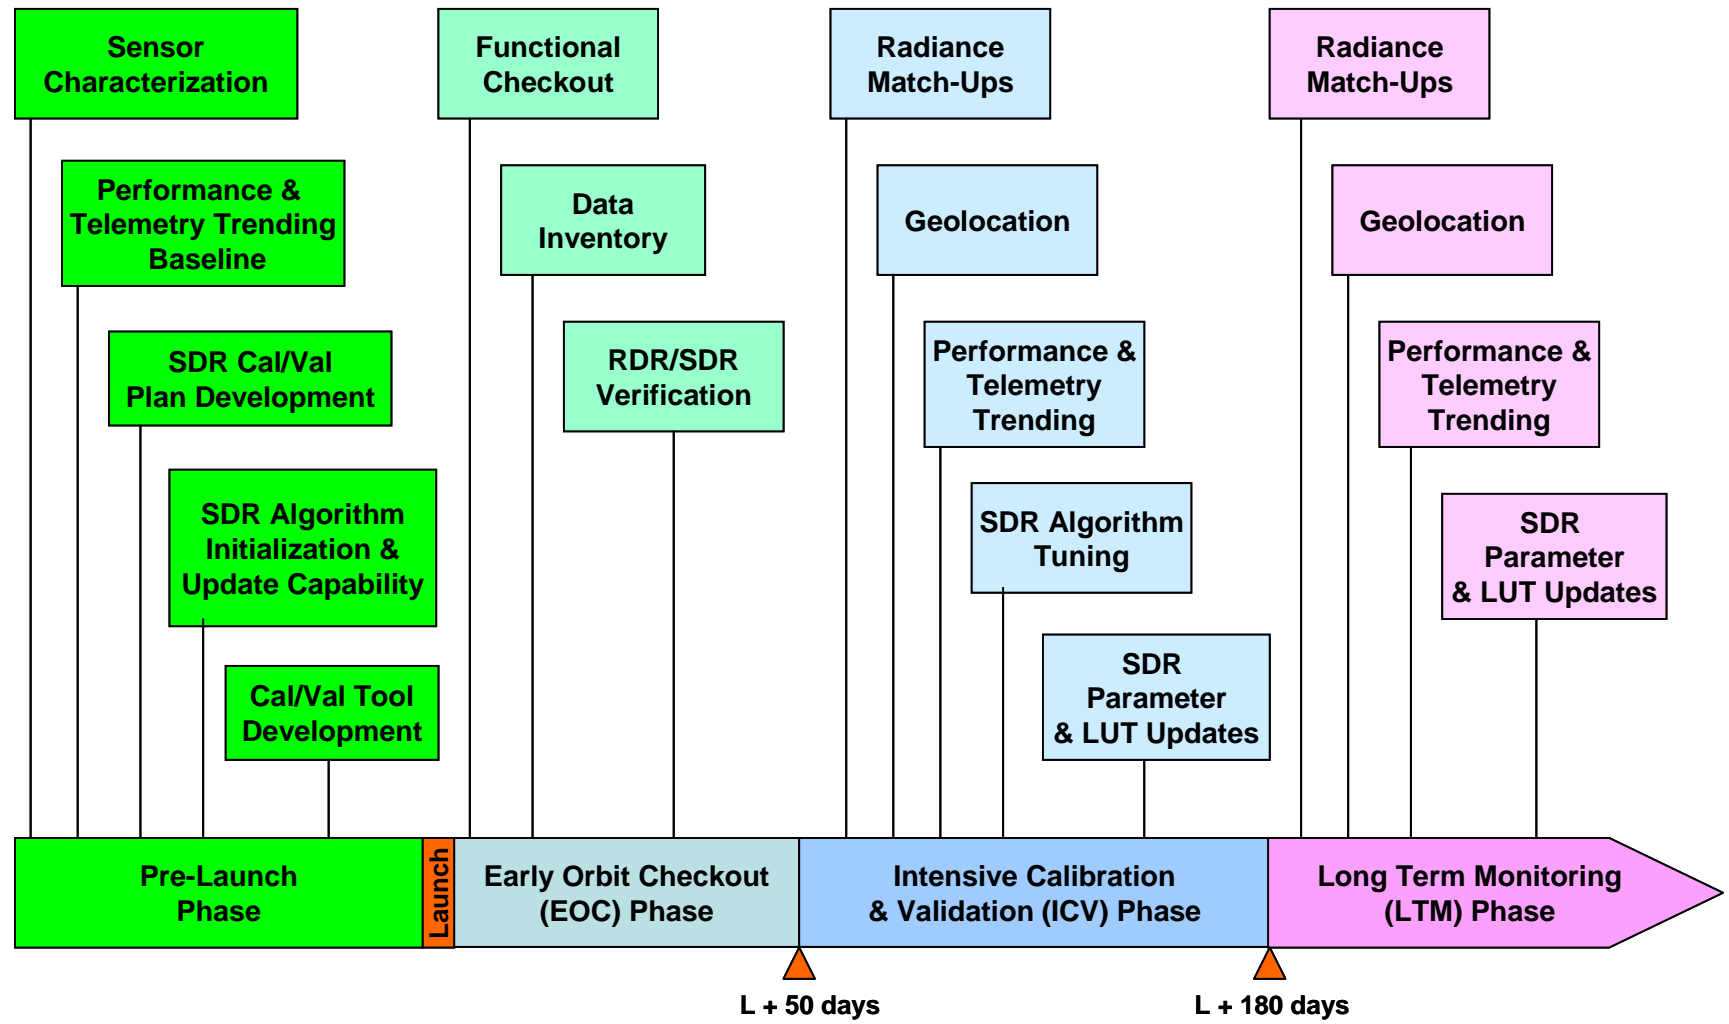 Sensor
Characterization
Performance &
Telemetry Trending
Baseline
SDR Cal/Val
Plan Development
SDR Algorithm
Initialization &
Update Capability
Cal/Val Tool
Development
Functional
Checkout
Data
Inventory
RDR/SDR
Verification
Radiance
Match-Ups
Geolocation
Performance &
Telemetry
Trending
SDR Algorithm
Tuning
SDR
Parameter
& LUT Updates
Radiance
Match-Ups
Geolocation
Performance &
Telemetry
Trending
SDR
Parameter
& LUT Updates
Pre-Launch
Phase
Launch
Early Orbit Checkout
(EOC) Phase
Intensive Calibration
& Validation (ICV) Phase
Long Term Monitoring
(LTM) Phase
L + 50 days
L + 180 days